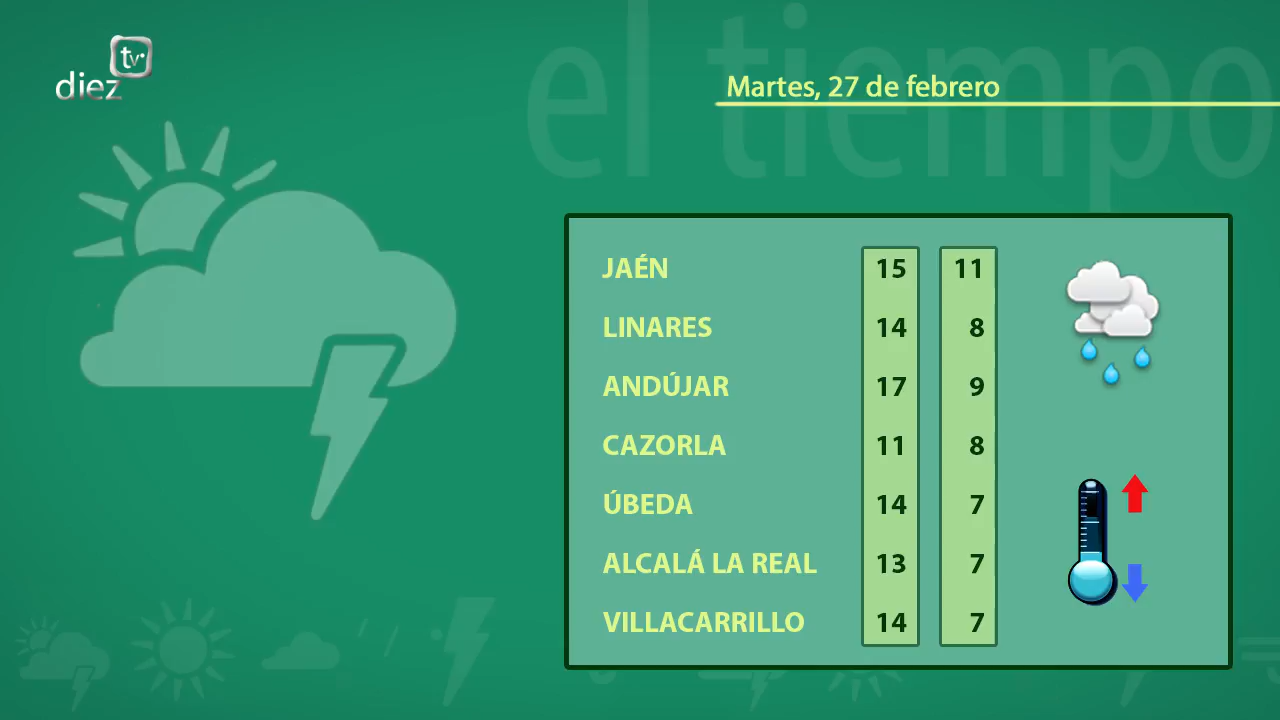 diez tv
el tiempo
Martes, 27 de febrero
JAÉN 15 11
LINARES 14 8
ANDÚJAR 17 9
CAZORLA 11 8
ÚBEDA 14 7
ALCALÁ LA REAL 13 7
VILLACARRILLO 14 7